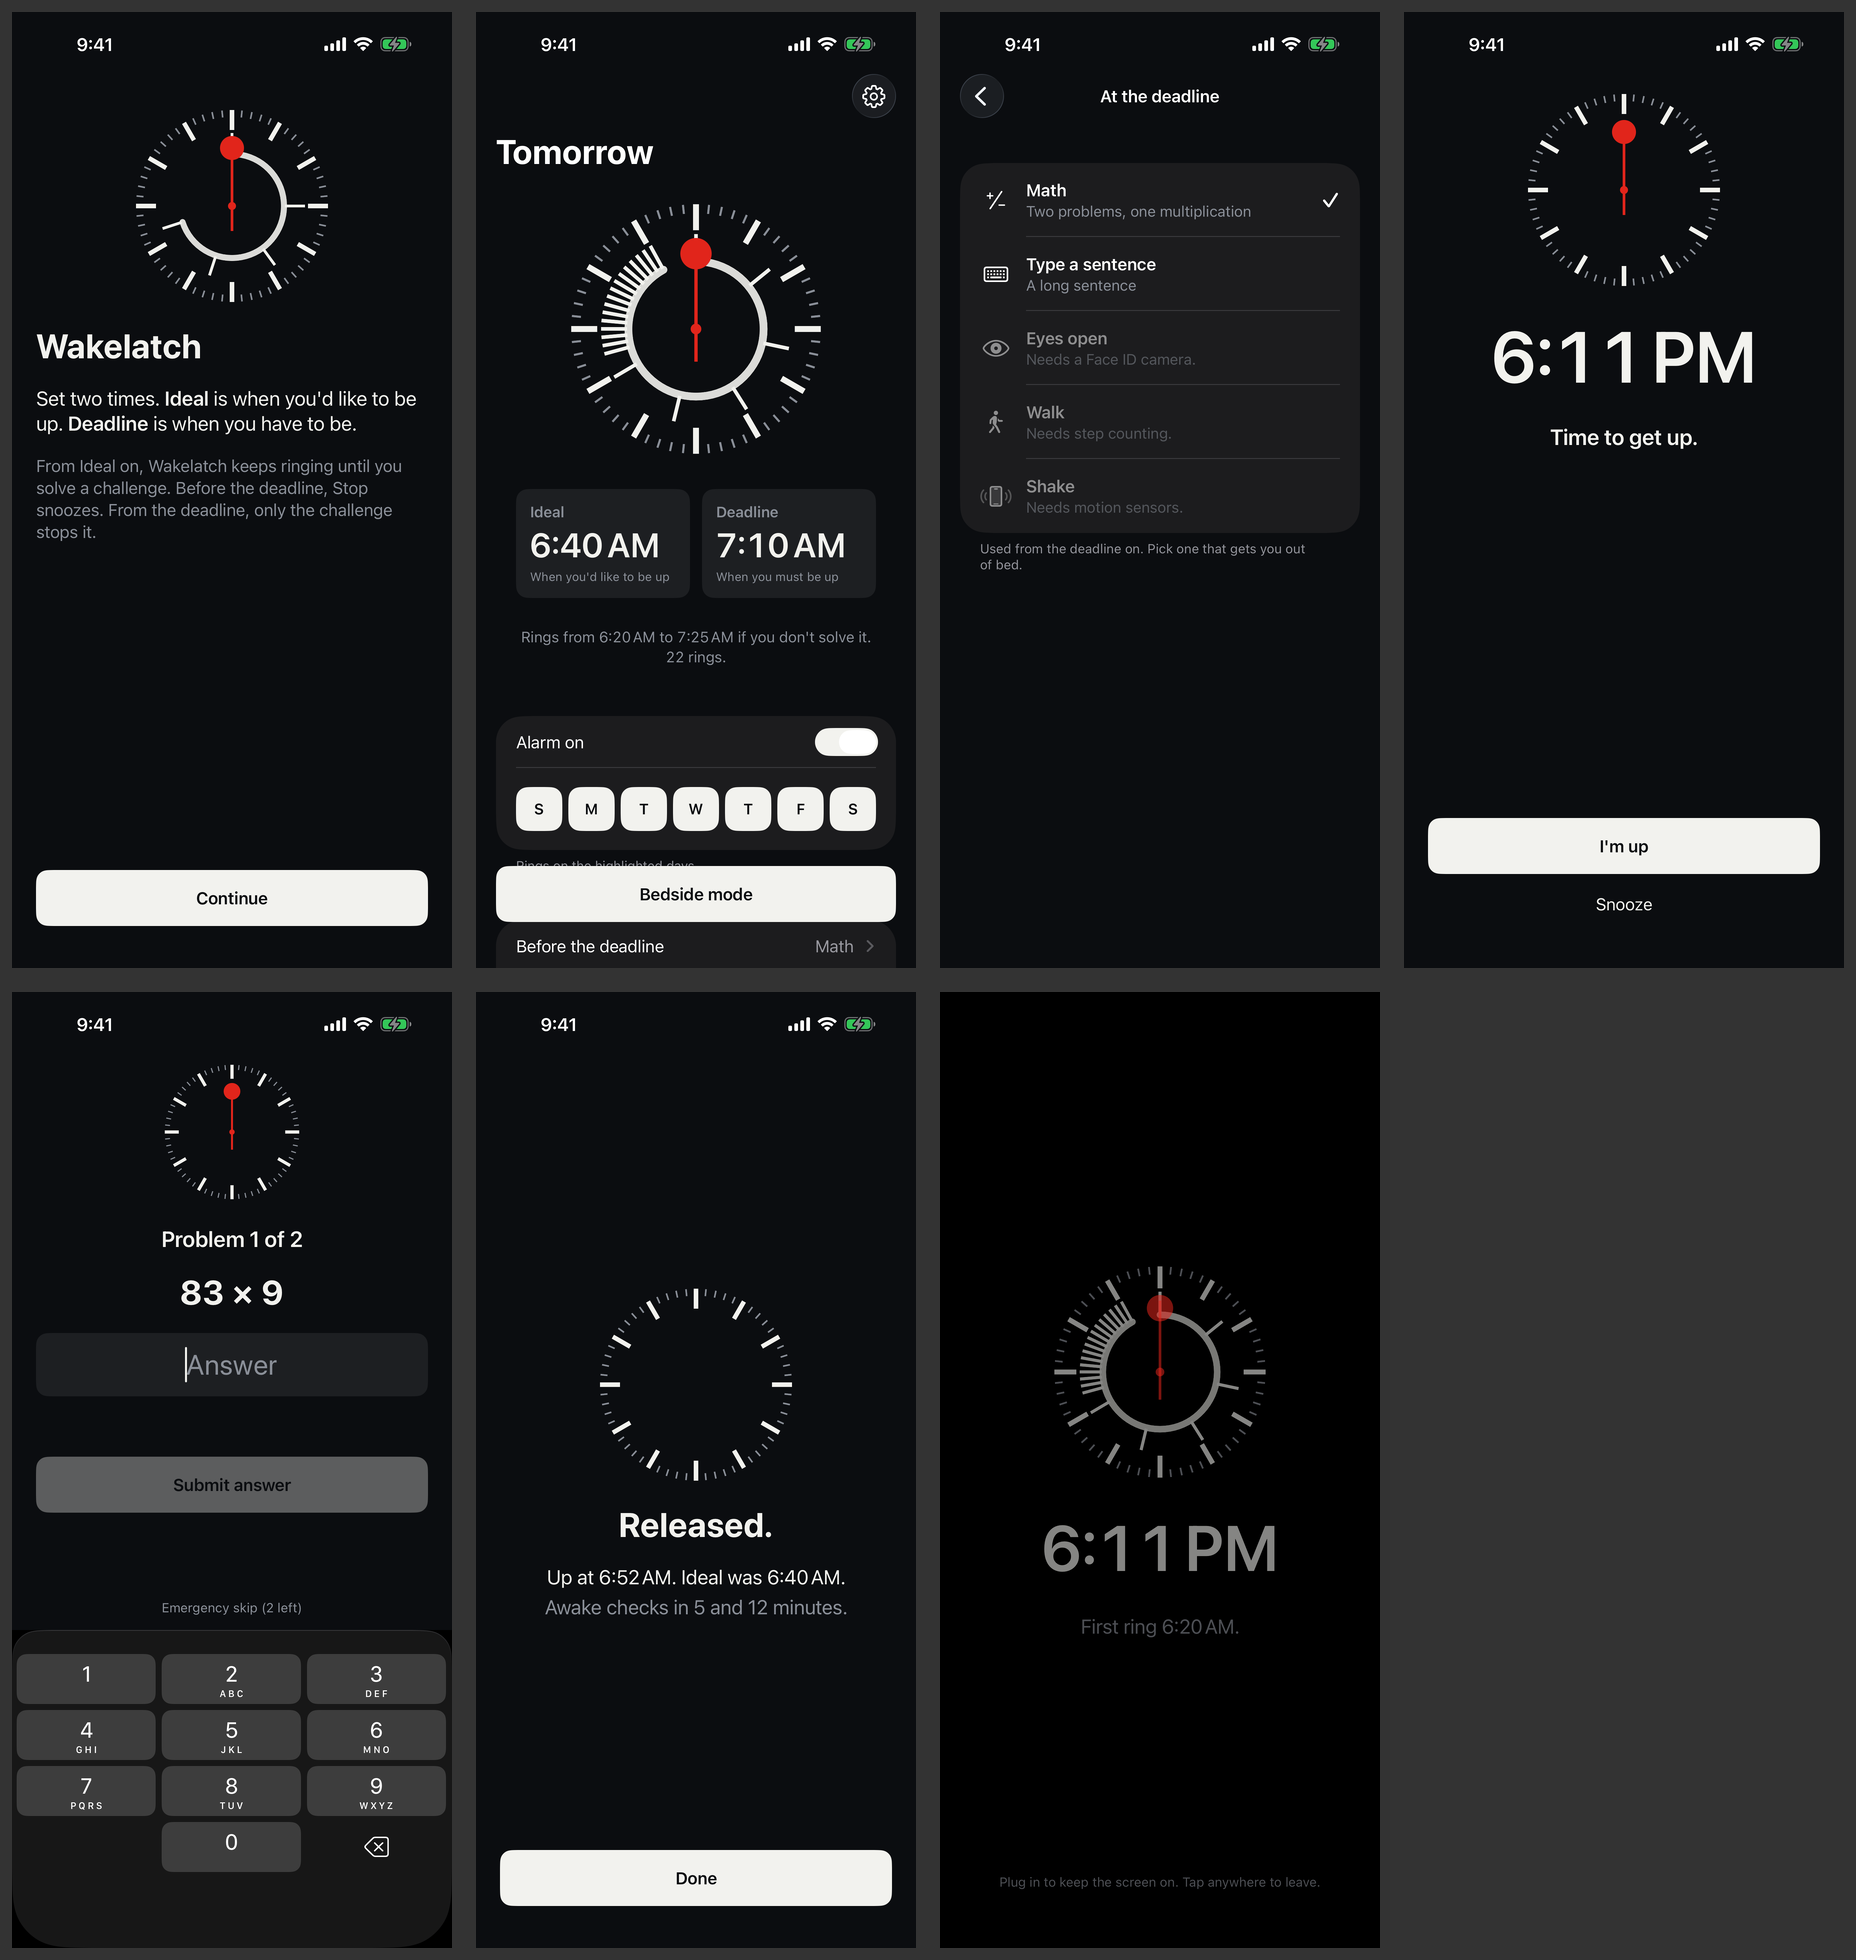 9:41
Wakelatch
Set two times. Ideal is when you'd like to be
up. Deadline is when you have to be.
From Ideal on, Wakelatch keeps ringing until you
solve a challenge. Before the deadline, Stop
snoozes. From the deadline, only the challenge
stops it.
Continue
9:41
Tomorrow
Ideal
6:40 AM
When you'd like to be up
Deadline
7:10 AM
When you must be up
Rings from 6:20 AM to 7:25 AM if you don't solve it.
22 rings.
Alarm on
S M T W T F S
Rings on the highlighted days
Bedside mode
Before the deadline Math
9:41
At the deadline
Math
Two problems, one multiplication
Type a sentence
A long sentence
Eyes open
Needs a Face ID camera.
Walk
Needs step counting.
Shake
Needs motion sensors.
Used from the deadline on. Pick one that gets you out
of bed.
9:41
6:11 PM
Time to get up.
I'm up
Snooze
9:41
Problem 1 of 2
83 × 9
Answer
Submit answer
Emergency skip (2 left)
1 2 3
ABC DEF
4 5 6
GHI JKL MNO
7 8 9
PQRS TUV WXYZ
0
9:41
Released.
Up at 6:52 AM. Ideal was 6:40 AM.
Awake checks in 5 and 12 minutes.
Done
6:11 PM
First ring 6:20 AM.
Plug in to keep the screen on. Tap anywhere to leave.